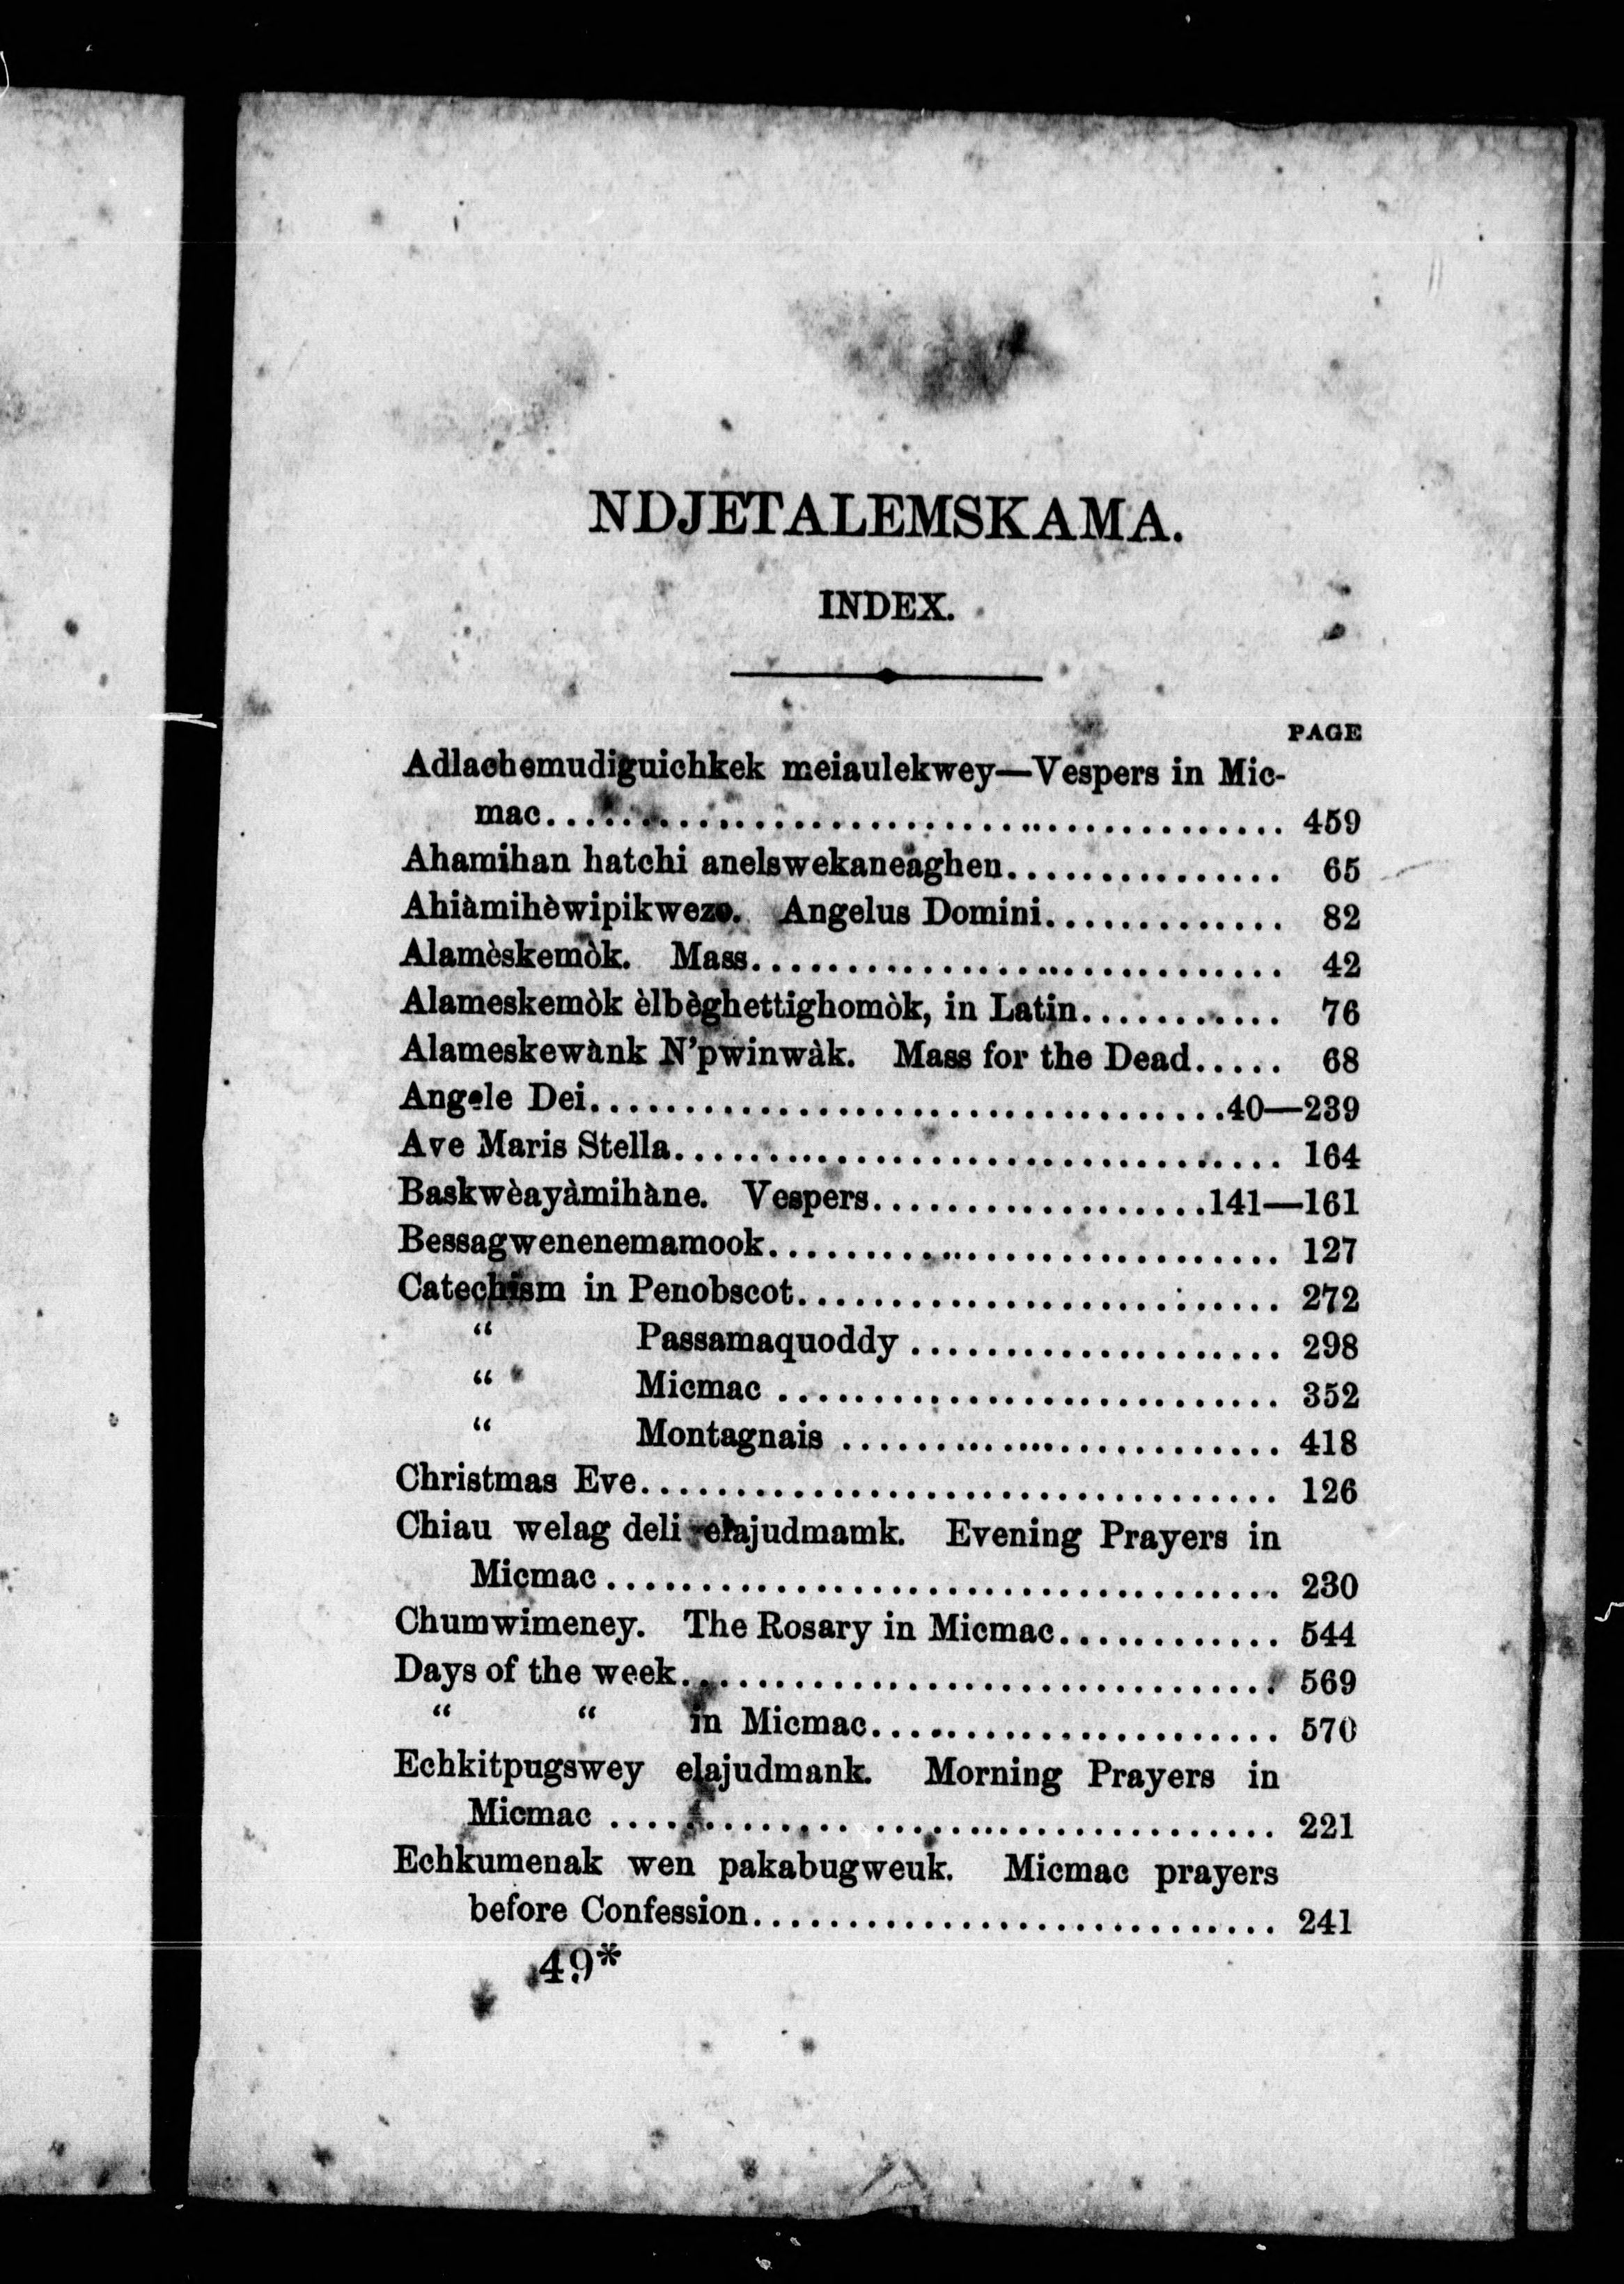 NDJETALEMSKAMA.
INDEX.
PAGE
Adlachemudiguichkek meiaulekwey—Vespers in Mic-
mac................................................ 459
Ahamihan hatchi anelswekaneàghen............... 65
Ahiàmihèwipikwezo. Angelus Domini............. 82
Alamèskemòk. Mass............................. 42
Alameskemòk èlbèghettighomòk, in Latin........... 76
Alameskewànk N'pwinwàk. Mass for the Dead..... 68
Angele Dei..................................40—239
Ave Maris Stella................................. 164
Baskwèayàmihàne. Vespers..................141—161
Bessagwenenemamook............................ 127
Catechism in Penobscot.......................... 272
“ Passamaquoddy .................... 298
“ Micmac ........................... 352
“ Montagnais ........................ 418
Christmas Eve................................... 126
Chiau welag deli elajudmamk. Evening Prayers in
Micmac .................................... 230
Chumwimeney. The Rosary in Micmac............ 544
Days of the week................................ 569
“ “ in Micmac...................... 570
Echkitpugswey elajudmank. Morning Prayers in
Micmac .................................... 221
Echkumenak wen pakabugweuk. Micmac prayers
before Confession............................ 241
49*